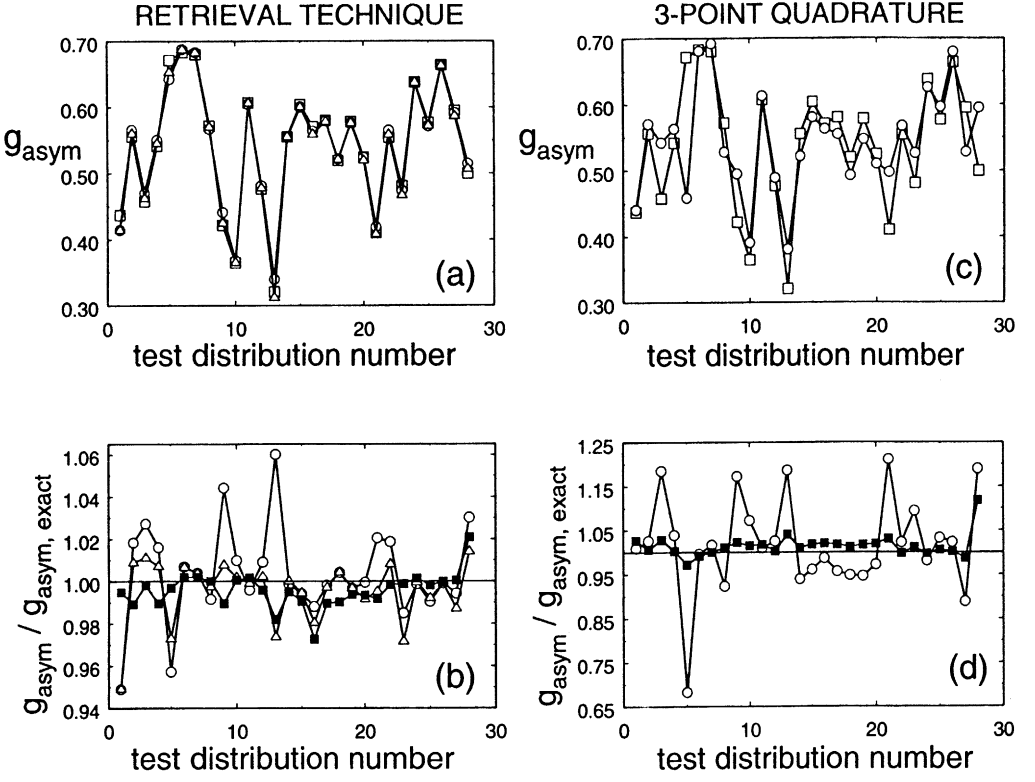 RETRIEVAL TECHNIQUE
0.70
0.60
0.50
0.40
0.30
g_asym
(a)
0 10 20 30
test distribution number
3-POINT QUADRATURE
0.70
0.60
0.50
0.40
0.30
g_asym
(c)
0 10 20 30
test distribution number
1.06
1.04
1.02
1.00
0.98
0.96
0.94
g_asym / g_asym, exact
(b)
0 10 20 30
test distribution number
1.25
1.15
1.05
0.95
0.85
0.75
0.65
g_asym / g_asym, exact
(d)
0 10 20 30
test distribution number